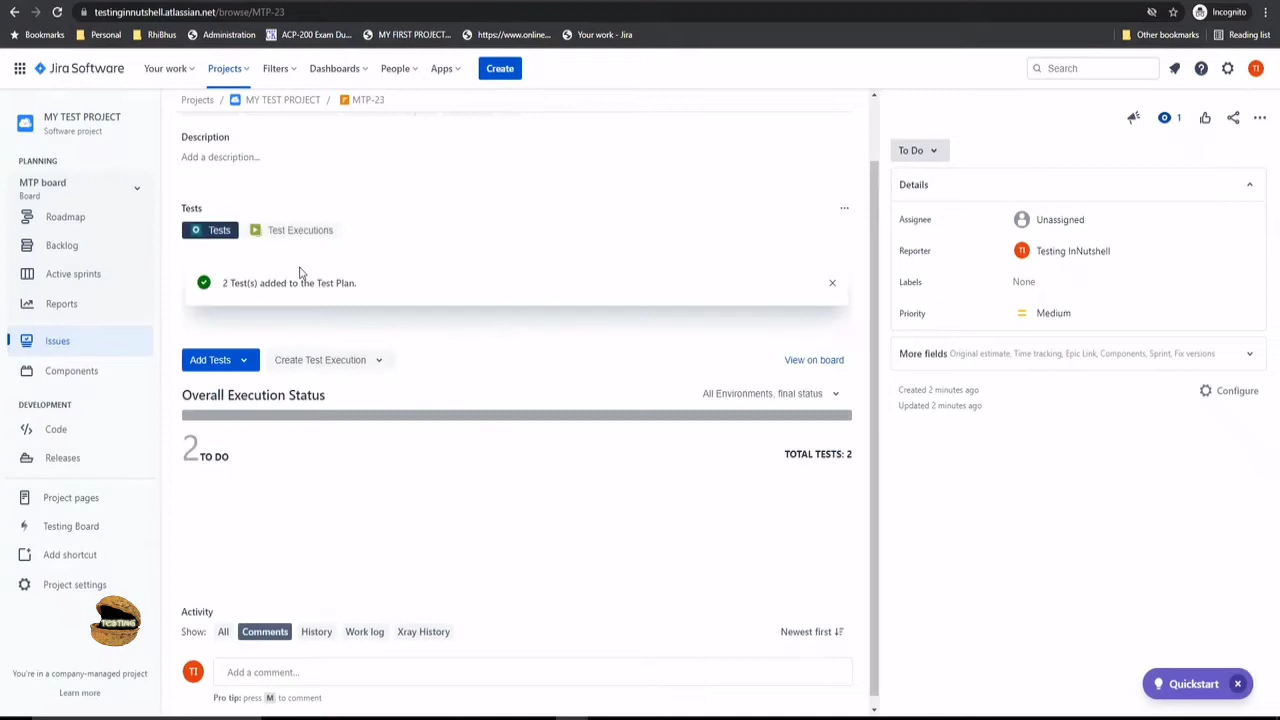 testinginnutshell.atlassian.net/browse/MTP-23
Incognito
Bookmarks
Personal
RhiBhus
Administration
ACP-200 Exam Du...
MY FIRST PROJECT...
https://www.online...
Your work - Jira
Other bookmarks
Reading list
Jira Software
Your work
Projects
Filters
Dashboards
People
Apps
Create
Search
TI
MY TEST PROJECT
Software project
PLANNING
MTP board
Board
Roadmap
Backlog
Active sprints
Reports
Issues
Components
DEVELOPMENT
Code
Releases
Project pages
Testing Board
Add shortcut
Project settings
TESTING
You're in a company-managed project
Learn more
Projects / MY TEST PROJECT / MTP-23
Description
Add a description...
Tests
Tests
Test Executions
2 Test(s) added to the Test Plan.
Add Tests
Create Test Execution
View on board
Overall Execution Status
All Environments, final status
2 TO DO
TOTAL TESTS: 2
Activity
Show: All Comments History Work log Xray History
Newest first
TI
Add a comment...
Pro tip: press M to comment
1
To Do
Details
Assignee
Unassigned
Reporter
TI Testing InNutshell
Labels
None
Priority
Medium
More fields Original estimate, Time tracking, Epic Link, Components, Sprint, Fix versions
Created 2 minutes ago
Updated 2 minutes ago
Configure
Quickstart